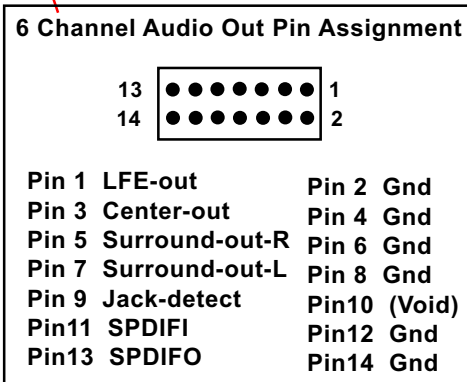 6 Channel Audio Out Pin Assignment
13 1
14 2
Pin 1 LFE-out Pin 2 Gnd
Pin 3 Center-out Pin 4 Gnd
Pin 5 Surround-out-R Pin 6 Gnd
Pin 7 Surround-out-L Pin 8 Gnd
Pin 9 Jack-detect Pin10 (Void)
Pin11 SPDIFI Pin12 Gnd
Pin13 SPDIFO Pin14 Gnd